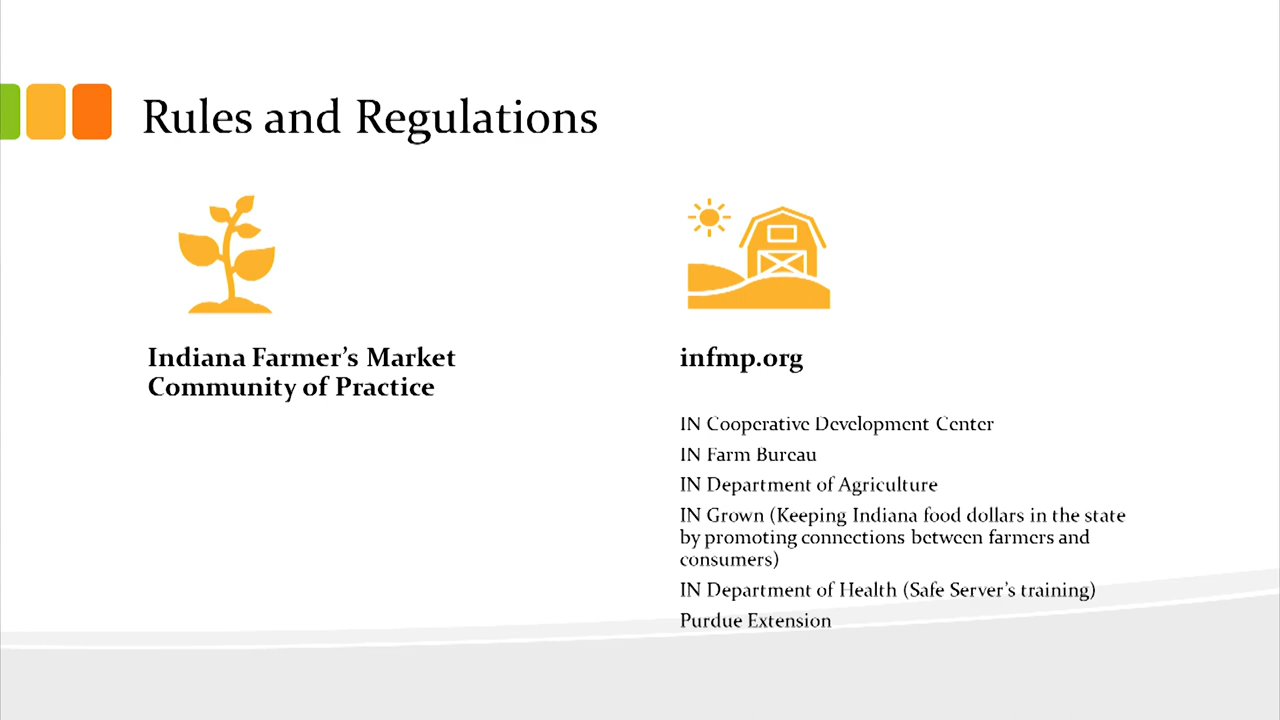 Rules and Regulations
Indiana Farmer’s Market
Community of Practice
infmp.org
IN Cooperative Development Center
IN Farm Bureau
IN Department of Agriculture
IN Grown (Keeping Indiana food dollars in the state
by promoting connections between farmers and
consumers)
IN Department of Health (Safe Server’s training)
Purdue Extension